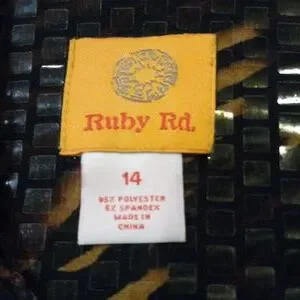 Ruby Rd.
14
95% POLYESTER
5% SPANDEX
MADE IN
CHINA